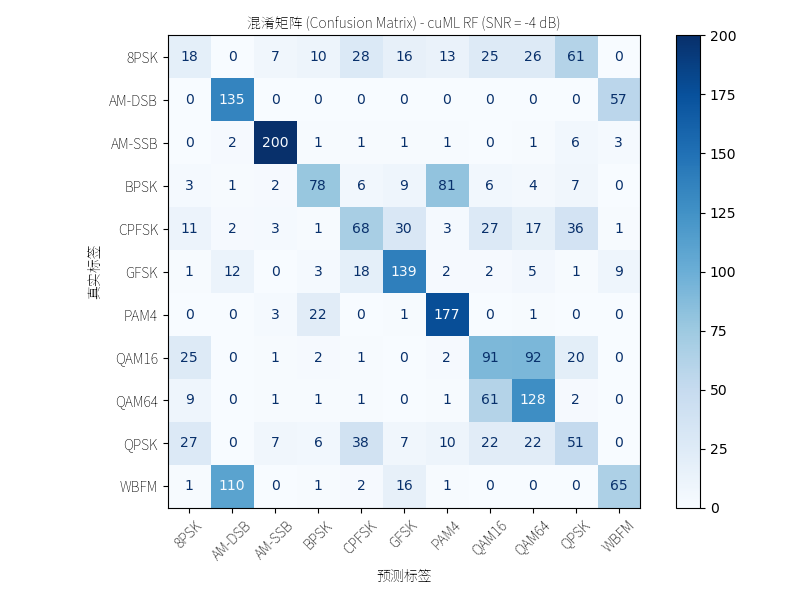 混淆矩阵 (Confusion Matrix) - cuML RF (SNR = -4 dB)
真实标签
8PSK 18 0 7 10 28 16 13 25 26 61 0
AM-DSB 0 135 0 0 0 0 0 0 0 0 57
AM-SSB 0 2 200 1 1 1 1 0 1 6 3
BPSK 3 1 2 78 6 9 81 6 4 7 0
CPFSK 11 2 3 1 68 30 3 27 17 36 1
GFSK 1 12 0 3 18 139 2 2 5 1 9
PAM4 0 0 3 22 0 1 177 0 1 0 0
QAM16 25 0 1 2 1 0 2 91 92 20 0
QAM64 9 0 1 1 1 0 1 61 128 2 0
QPSK 27 0 7 6 38 7 10 22 22 51 0
WBFM 1 110 0 1 2 16 1 0 0 0 65
8PSK AM-DSB AM-SSB BPSK CPFSK GFSK PAM4 QAM16 QAM64 QPSK WBFM
预测标签
200
175
150
125
100
75
50
25
0